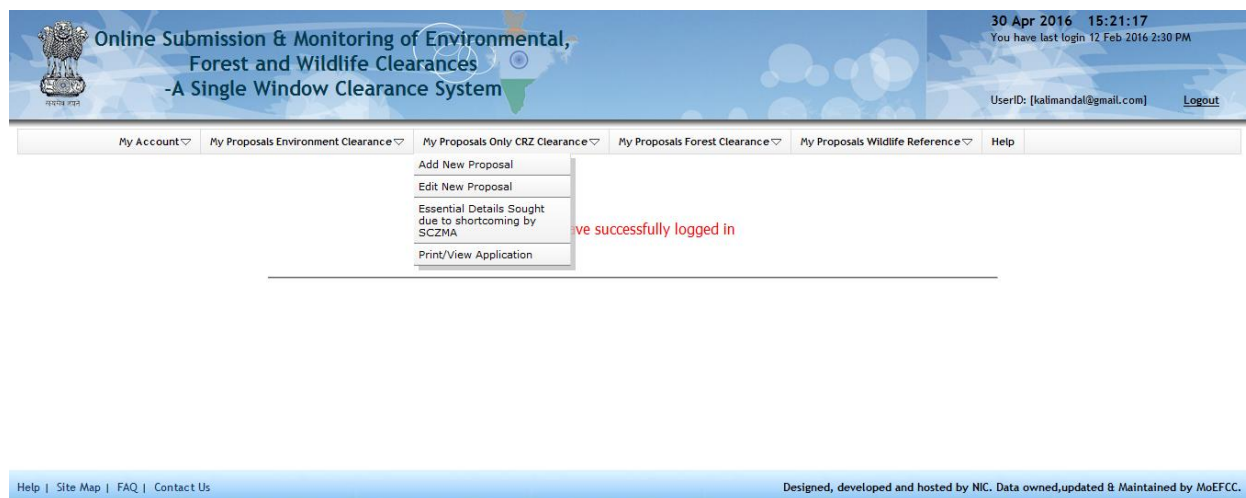 30 Apr 2016 15:21:17
You have last login 12 Feb 2016 2:30 PM
Online Submission & Monitoring of Environmental,
Forest and Wildlife Clearances
-A Single Window Clearance System
सत्यमेव जयते
UserID: [kalimandal@gmail.com] Logout
My Account My Proposals Environment Clearance My Proposals Only CRZ Clearance My Proposals Forest Clearance My Proposals Wildlife Reference Help
Add New Proposal
Edit New Proposal
Essential Details Sought
due to shortcoming by
SCZMA
ve successfully logged in
Print/View Application
Help | Site Map | FAQ | Contact Us Designed, developed and hosted by NIC. Data owned,updated & Maintained by MoEFCC.